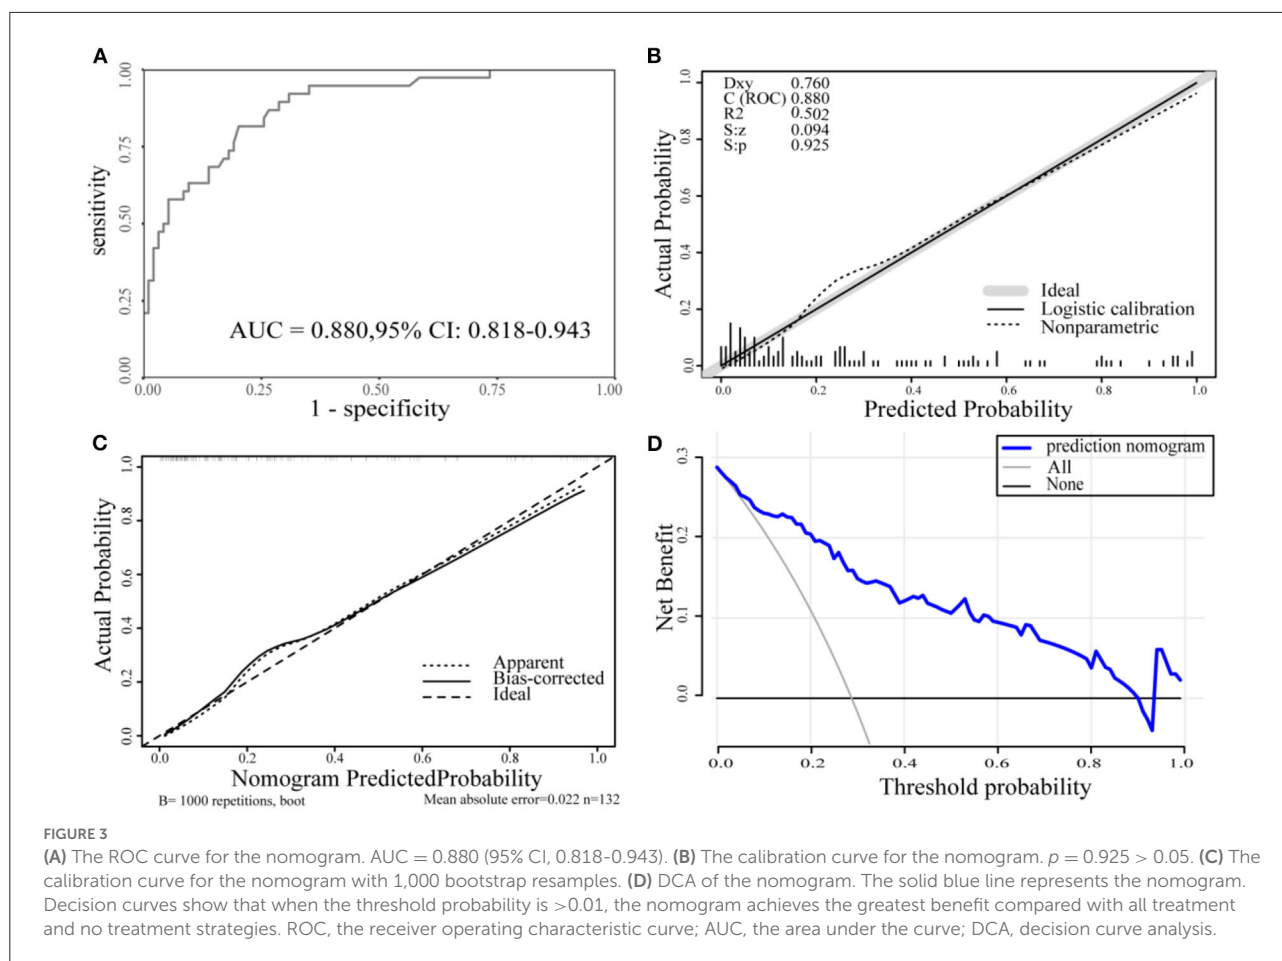 A
1.00
0.75
0.50
0.25
0.00
sensitivity
AUC = 0.880,95% CI: 0.818-0.943
0.00 0.25 0.50 0.75 1.00
1 - specificity
B
Dxy 0.760
C (ROC) 0.880
R2 0.502
S:z 0.094
S:p 0.925
1.0
0.8
0.6
0.4
0.2
0.0
Actual Probability
Ideal
Logistic calibration
Nonparametric
0.0 0.2 0.4 0.6 0.8 1.0
Predicted Probability
C
1.0
0.8
0.6
0.4
0.2
0.0
Actual Probability
Apparent
Bias-corrected
Ideal
0.0 0.2 0.4 0.6 0.8 1.0
Nomogram PredictedProbability
B= 1000 repetitions, boot Mean absolute error=0.022 n=132
D
prediction nomogram
All
None
0.3
0.2
0.1
0.0
Net Benefit
0.0 0.2 0.4 0.6 0.8 1.0
Threshold probability
FIGURE 3
(A) The ROC curve for the nomogram. AUC = 0.880 (95% CI, 0.818-0.943). (B) The calibration curve for the nomogram. p = 0.925 > 0.05. (C) The
calibration curve for the nomogram with 1,000 bootstrap resamples. (D) DCA of the nomogram. The solid blue line represents the nomogram.
Decision curves show that when the threshold probability is >0.01, the nomogram achieves the greatest benefit compared with all treatment
and no treatment strategies. ROC, the receiver operating characteristic curve; AUC, the area under the curve; DCA, decision curve analysis.